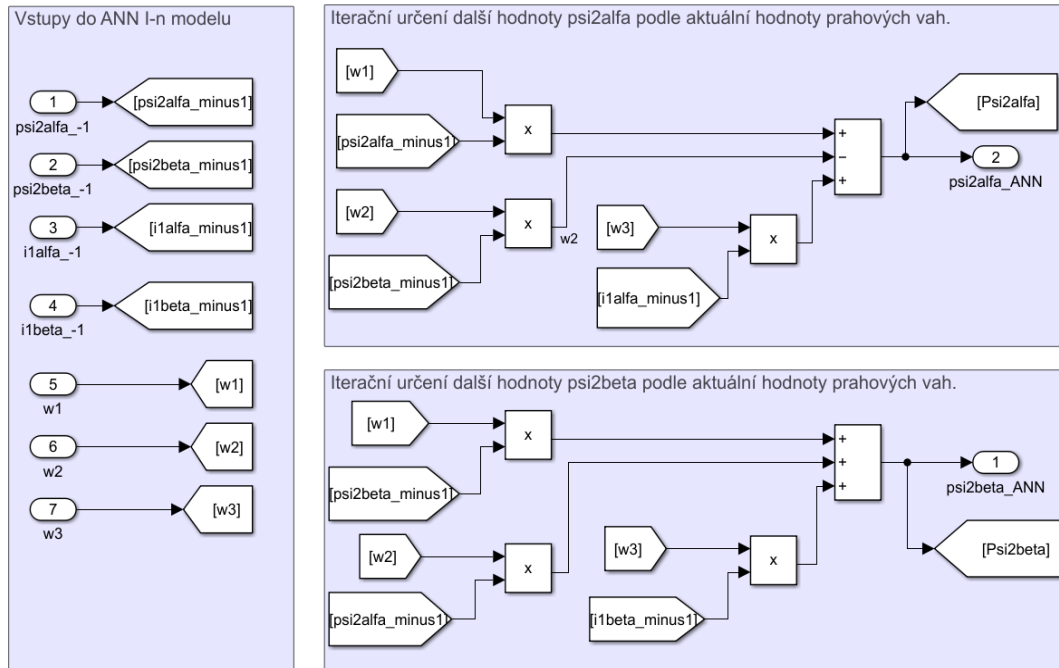 Vstupy do ANN I-n modelu
1
[psi2alfa_minus1]
psi2alfa_-1
2
[psi2beta_minus1]
psi2beta_-1
3
[i1alfa_minus1]
i1alfa_-1
4
[i1beta_minus1]
i1beta_-1
5
[w1]
w1
6
[w2]
w2
7
[w3]
w3
Iterační určení další hodnoty psi2alfa podle aktuální hodnoty prahových vah.
[w1]
[psi2alfa_minus1]
x
[w2]
[psi2beta_minus1]
x
w2
[w3]
[i1alfa_minus1]
x
+
−
+
[Psi2alfa]
2
psi2alfa_ANN
Iterační určení další hodnoty psi2beta podle aktuální hodnoty prahových vah.
[w1]
[psi2beta_minus1]
x
[w2]
[psi2alfa_minus1]
x
[w3]
[i1beta_minus1]
x
+
+
+
1
psi2beta_ANN
[Psi2beta]